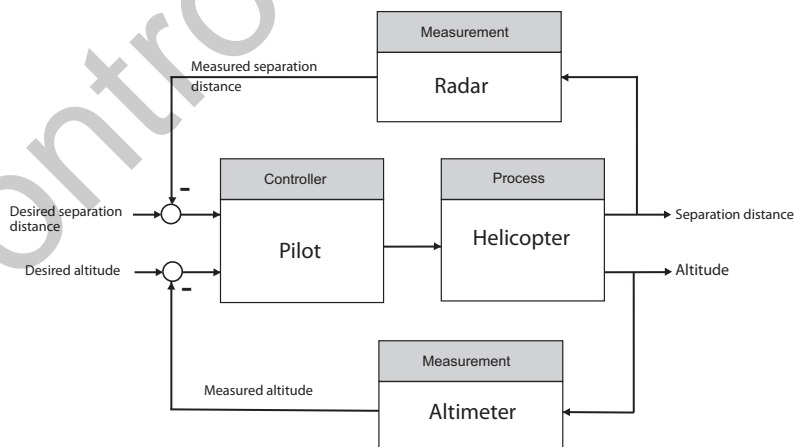 Measurement
Radar
Measured separation
distance
Controller
Pilot
Process
Helicopter
Desired separation
distance
Desired altitude
Separation distance
Altitude
Measurement
Altimeter
Measured altitude
-
-
ontro